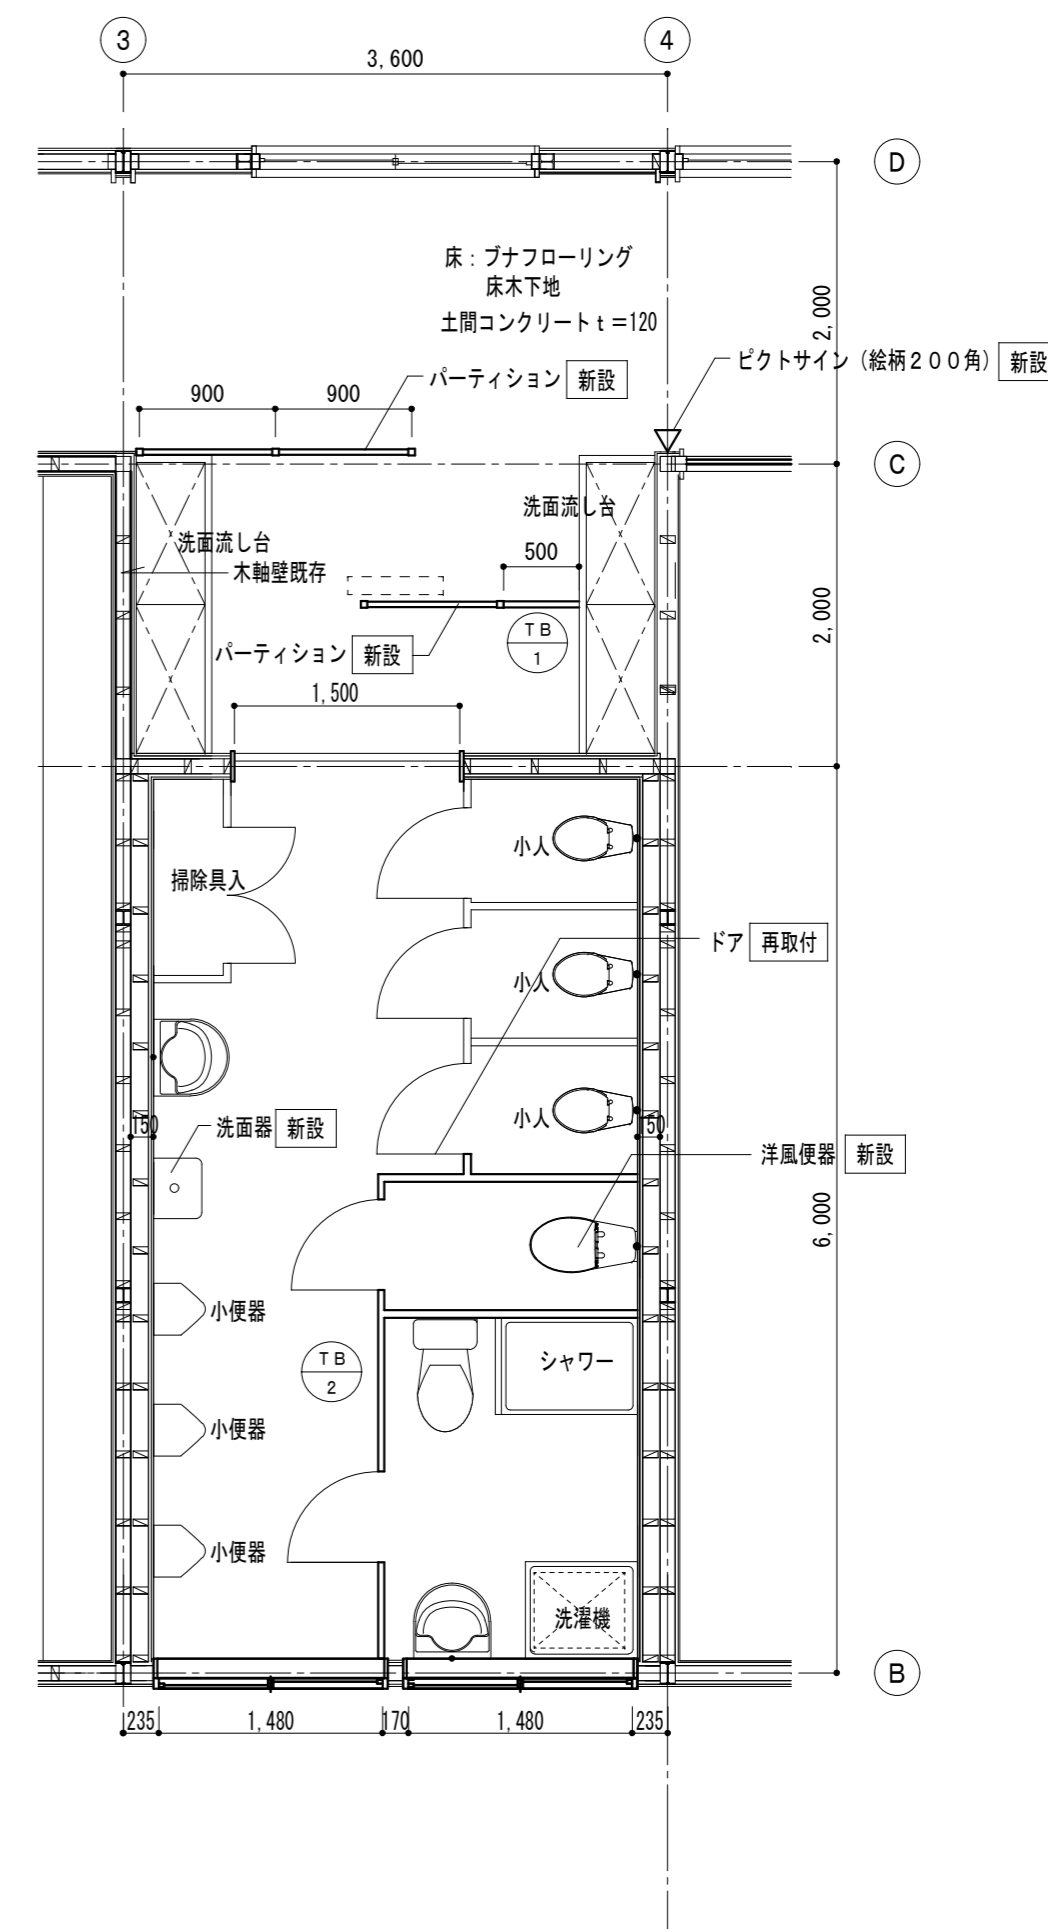 3
4
3,600
D
床：ブナフローリング
床木下地
土間コンクリートｔ＝120
2,000
ピクトサイン（絵柄２００角） 新設
パーティション 新設
900
900
C
洗面流し台
洗面流し台
500
木軸壁既存
2,000
ＴＢ
1
パーティション 新設
1,500
小人
掃除具入
ドア 再取付
小人
小人
150
150
洗面器 新設
洋風便器 新設
6,000
小便器
ＴＢ
2
シャワー
小便器
小便器
洗濯機
B
235
1,480
170
1,480
235